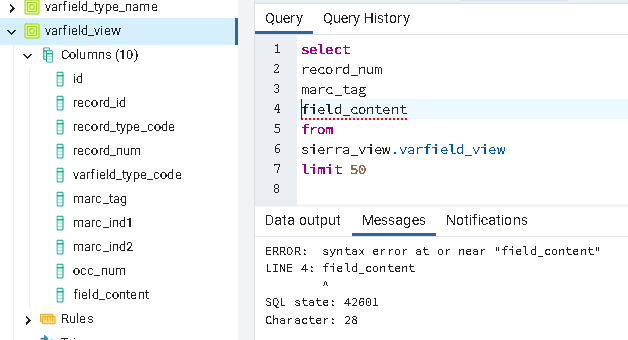 varfield_type_name
varfield_view
Columns (10)
id
record_id
record_type_code
record_num
varfield_type_code
marc_tag
marc_ind1
marc_ind2
occ_num
field_content
Rules
Query Query History
1 select
2 record_num
3 marc_tag
4 field_content
5 from
6 sierra_view.varfield_view
7 limit 50
8
Data output Messages Notifications
ERROR: syntax error at or near "field_content"
LINE 4: field_content
^
SQL state: 42601
Character: 28